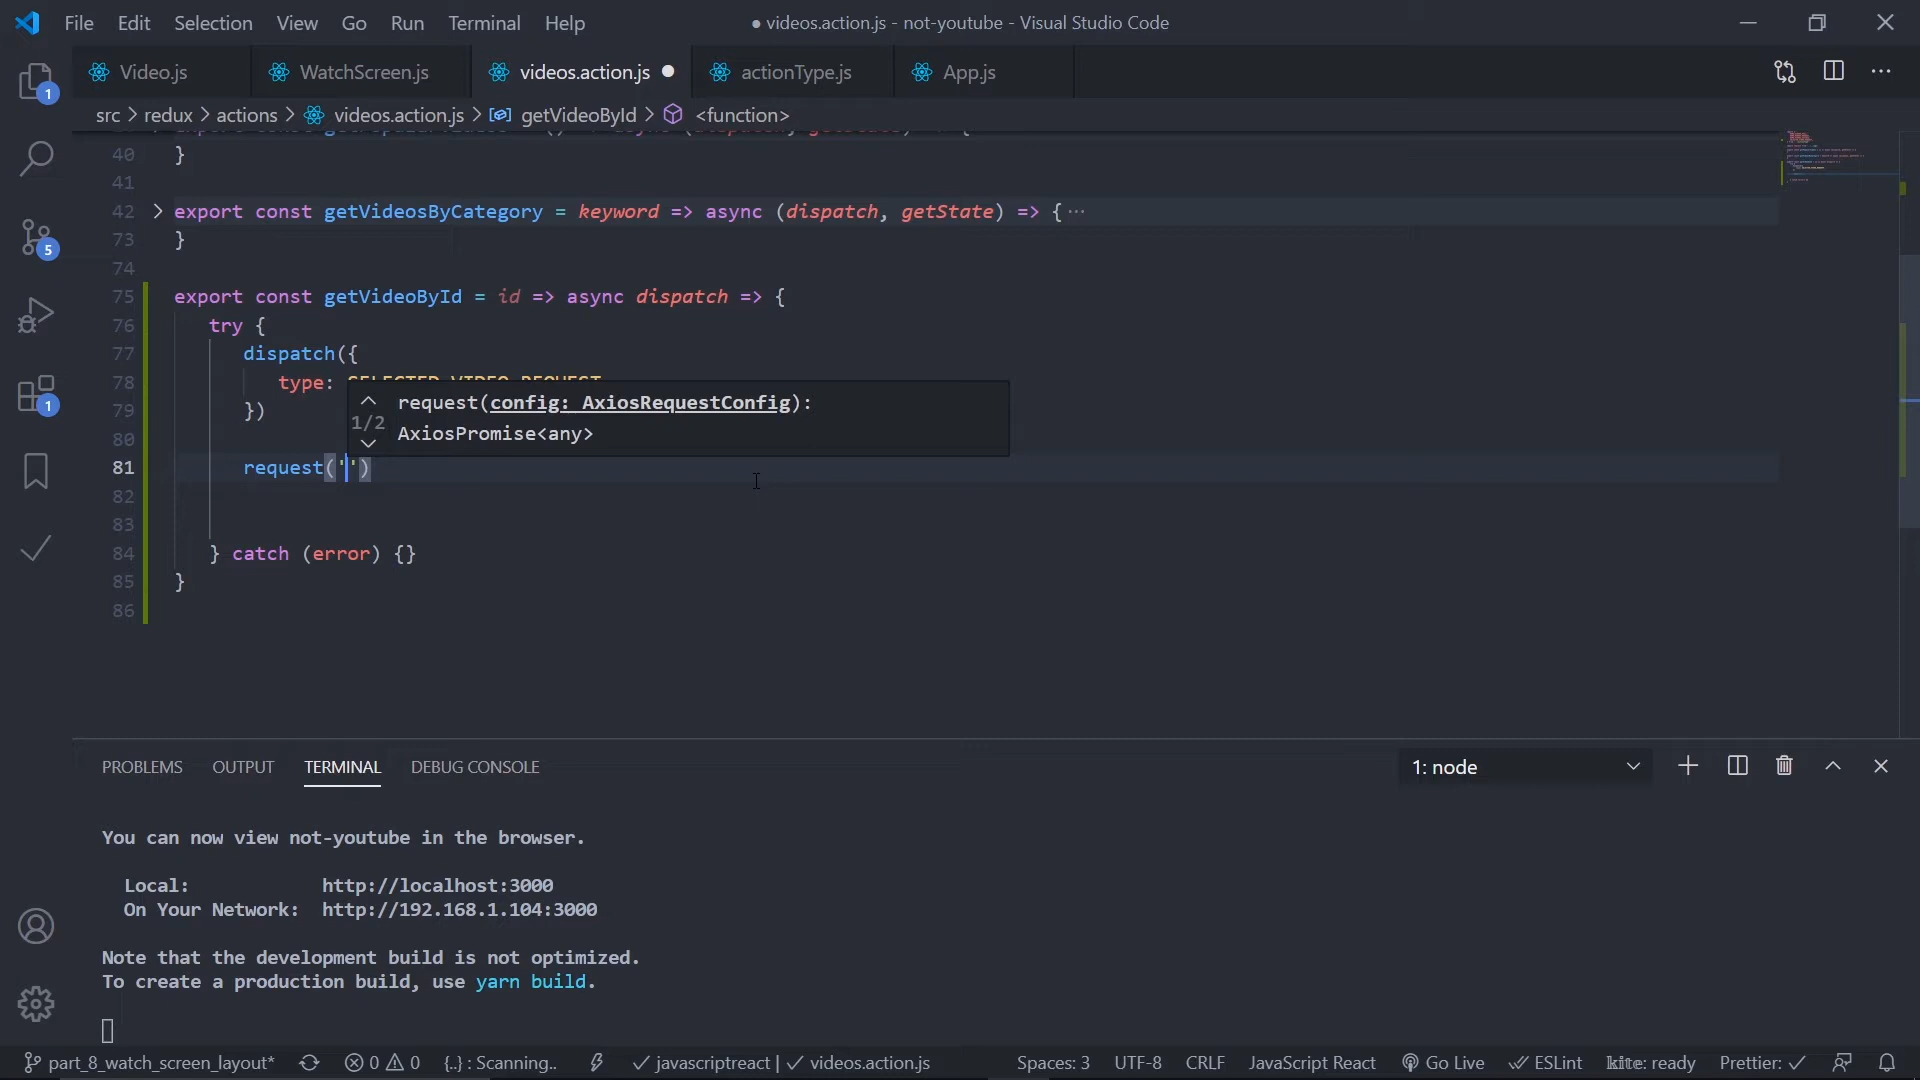 File Edit Selection View Go Run Terminal Help
● videos.action.js - not-youtube - Visual Studio Code
Video.js WatchScreen.js videos.action.js ● actionType.js App.js
src > redux > actions > videos.action.js > getVideoById > <function>
40 }
41
42 > export const getVideosByCategory = keyword => async (dispatch, getState) => {···
73 }
74
75 export const getVideoById = id => async dispatch => {
76 try {
77 dispatch({
78 type: SELECTED_VIDEO_REQUEST
79 })
80
81 request('')
82
83
84 } catch (error) {}
85 }
86
1/2 request(config: AxiosRequestConfig):
AxiosPromise<any>
1
5
1
PROBLEMS OUTPUT TERMINAL DEBUG CONSOLE 1: node
You can now view not-youtube in the browser.
Local: http://localhost:3000
On Your Network: http://192.168.1.104:3000
Note that the development build is not optimized.
To create a production build, use yarn build.
part_8_watch_screen_layout* 0 0 {..} : Scanning.. javascriptreact | videos.action.js Spaces: 3 UTF-8 CRLF JavaScript React Go Live ESLint kite: ready Prettier: ✓